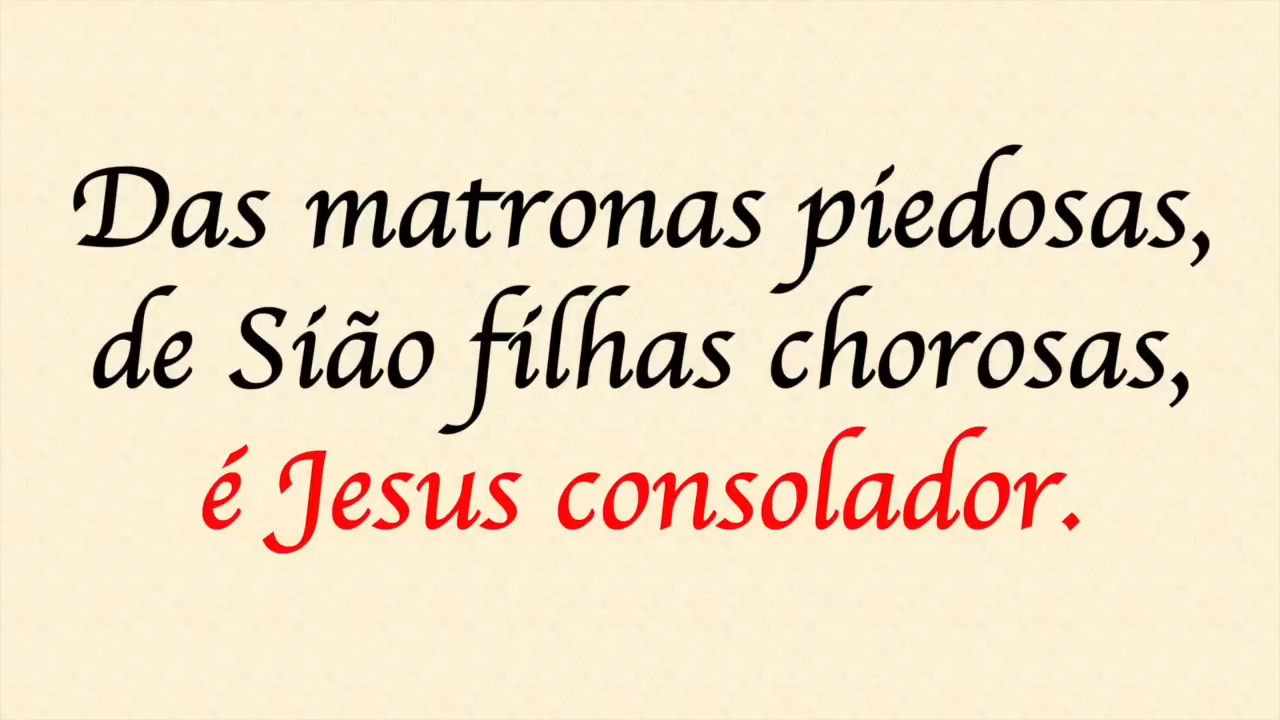 Das matronas piedosas,
de Sião filhas chorosas,
é Jesus consolador.